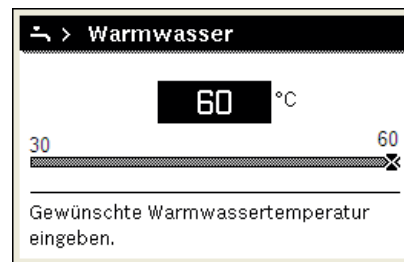 > Warmwasser
60 °C
30 60
Gewünschte Warmwassertemperatur
eingeben.